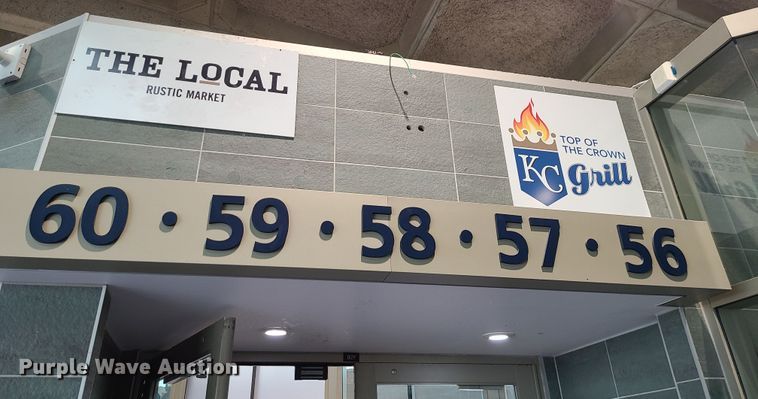 THE LOCAL
RUSTIC MARKET
TOP OF
THE CROWN
KC Grill
60 • 59 • 58 • 57 • 56
Purple Wave Auction